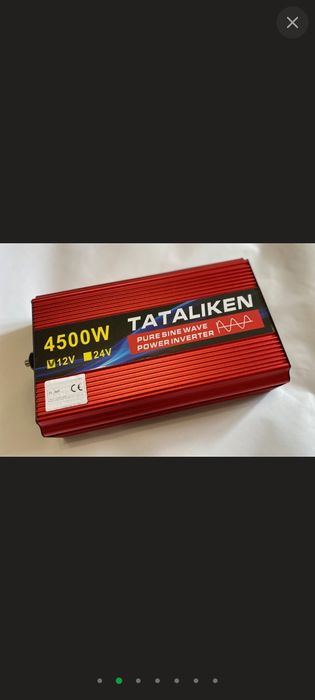 TATALIKEN
4500W
PURE SINE WAVE
POWER INVERTER
12V 24V
CE